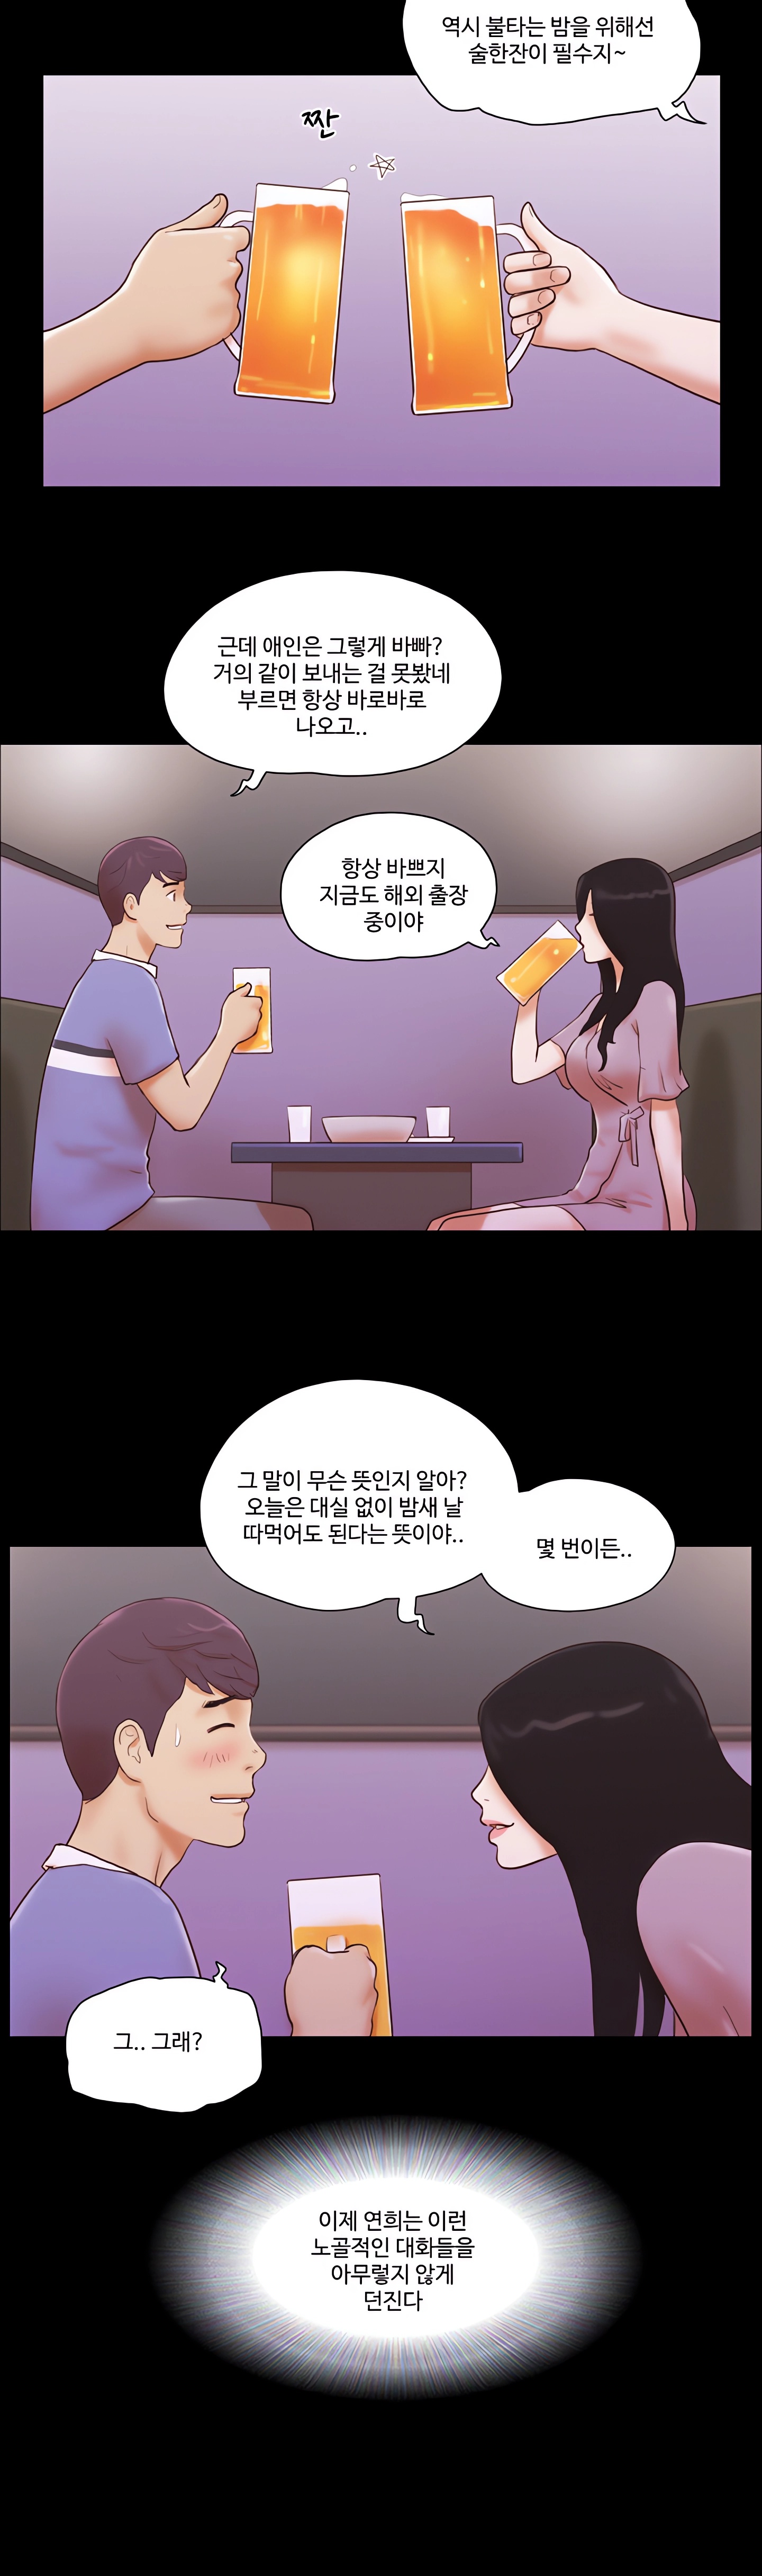 역시 불타는 밤을 위해선
술한잔이 필수지~
짠
근데 애인은 그렇게 바빠?
거의 같이 보내는 걸 못봤네
부르면 항상 바로바로
나오고..
항상 바쁘지
지금도 해외 출장
중이야
그 말이 무슨 뜻인지 알아?
오늘은 대실 없이 밤새 날
따먹어도 된다는 뜻이야..
몇 번이든..
그.. 그래?
이제 연희는 이런
노골적인 대화들을
아무렇지 않게
던진다